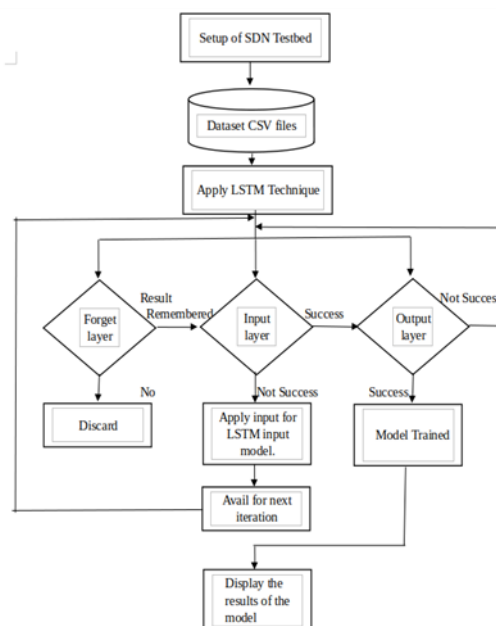 Setup of SDN Testbed
Dataset CSV files
Apply LSTM Technique
Forget
layer
Result
Remembered
Input
layer
Success
Output
layer
Not Succes
No
Discard
Not Success
Apply input for
LSTM input
model.
Success
Model Trained
Avail for next
iteration
Display the
results of the
model